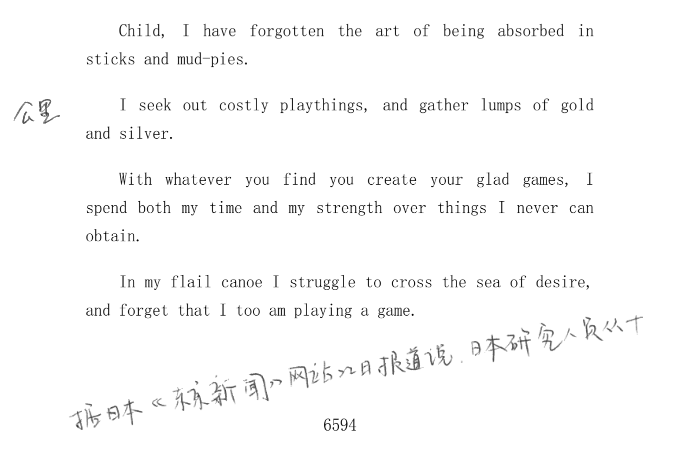 Child, I have forgotten the art of being absorbed in
sticks and mud-pies.
公里
I seek out costly playthings, and gather lumps of gold
and silver.
With whatever you find you create your glad games, I
spend both my time and my strength over things I never can
obtain.
In my flail canoe I struggle to cross the sea of desire,
and forget that I too am playing a game.
据日本《东京新闻》网站22日报道说，日本研究人员从十
6594